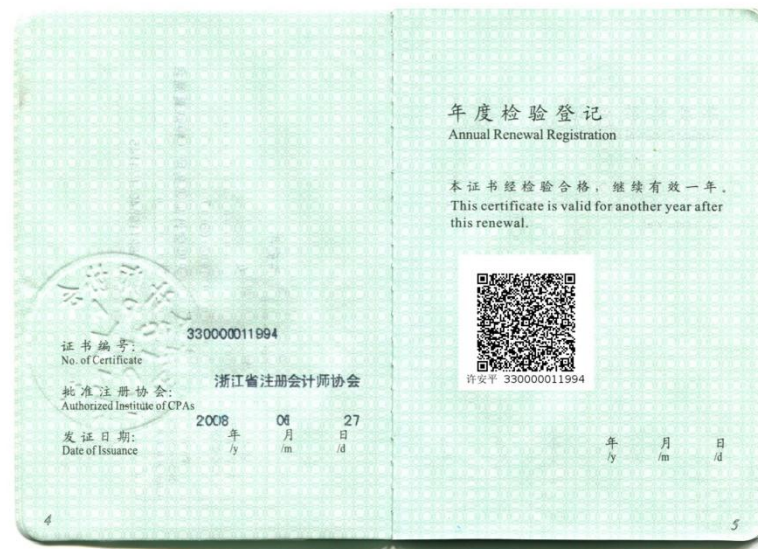 证书编号:
No. of Certificate
330000011994
批准注册协会:
Authorized Institute of CPAs
浙江省注册会计师协会
发证日期:
Date of Issuance
2008 06 27
年 月 日
/y /m /d
4
年度检验登记
Annual Renewal Registration
本证书经检验合格，继续有效一年。
This certificate is valid for another year after
this renewal.
许安平 330000011994
年 月 日
/y /m /d
5